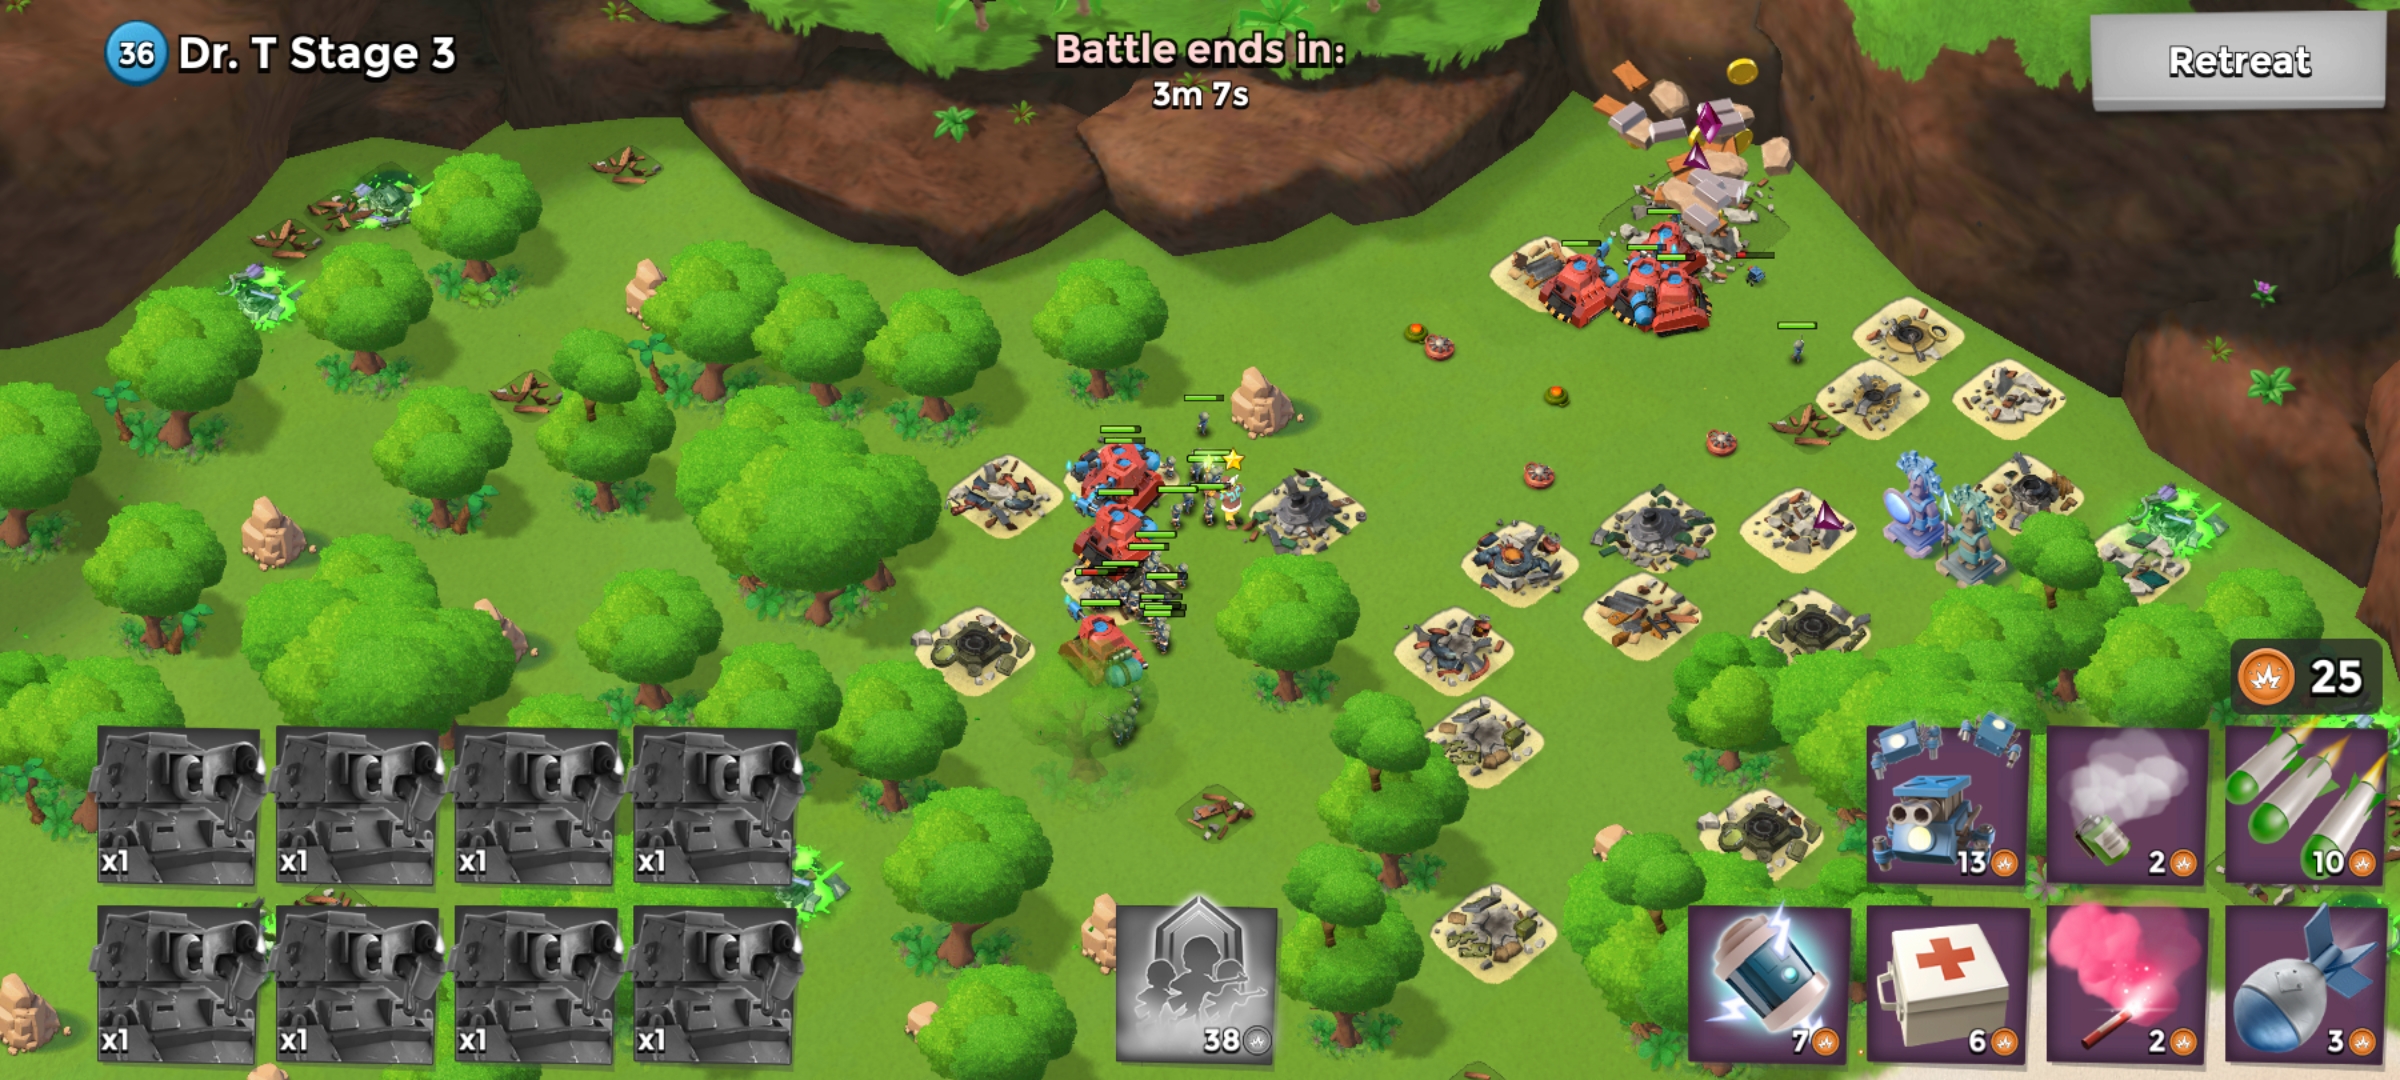 36 Dr. T Stage 3
Battle ends in:
3m 7s
Retreat
25
x1 x1 x1 x1
13 2 10
x1 x1 x1 x1
38
7 6 2 3